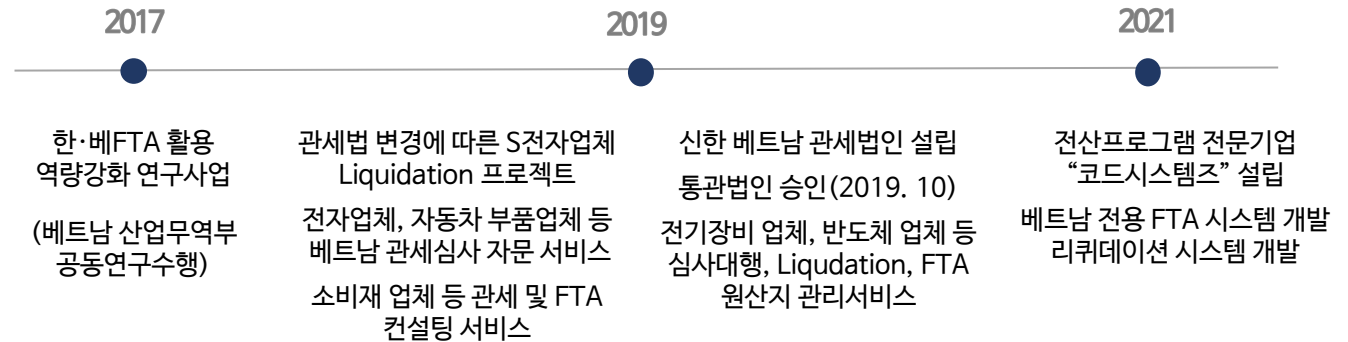 2017
2019
2021
한·베FTA 활용
역량강화 연구사업
(베트남 산업무역부
공동연구수행)
관세법 변경에 따른 S전자업체
Liquidation 프로젝트
전자업체, 자동차 부품업체 등
베트남 관세심사 자문 서비스
소비재 업체 등 관세 및 FTA
컨설팅 서비스
신한 베트남 관세법인 설립
통관법인 승인(2019. 10)
전기장비 업체, 반도체 업체 등
심사대행, Liqudation, FTA
원산지 관리서비스
전산프로그램 전문기업
“코드시스템즈” 설립
베트남 전용 FTA 시스템 개발
리퀴데이션 시스템 개발